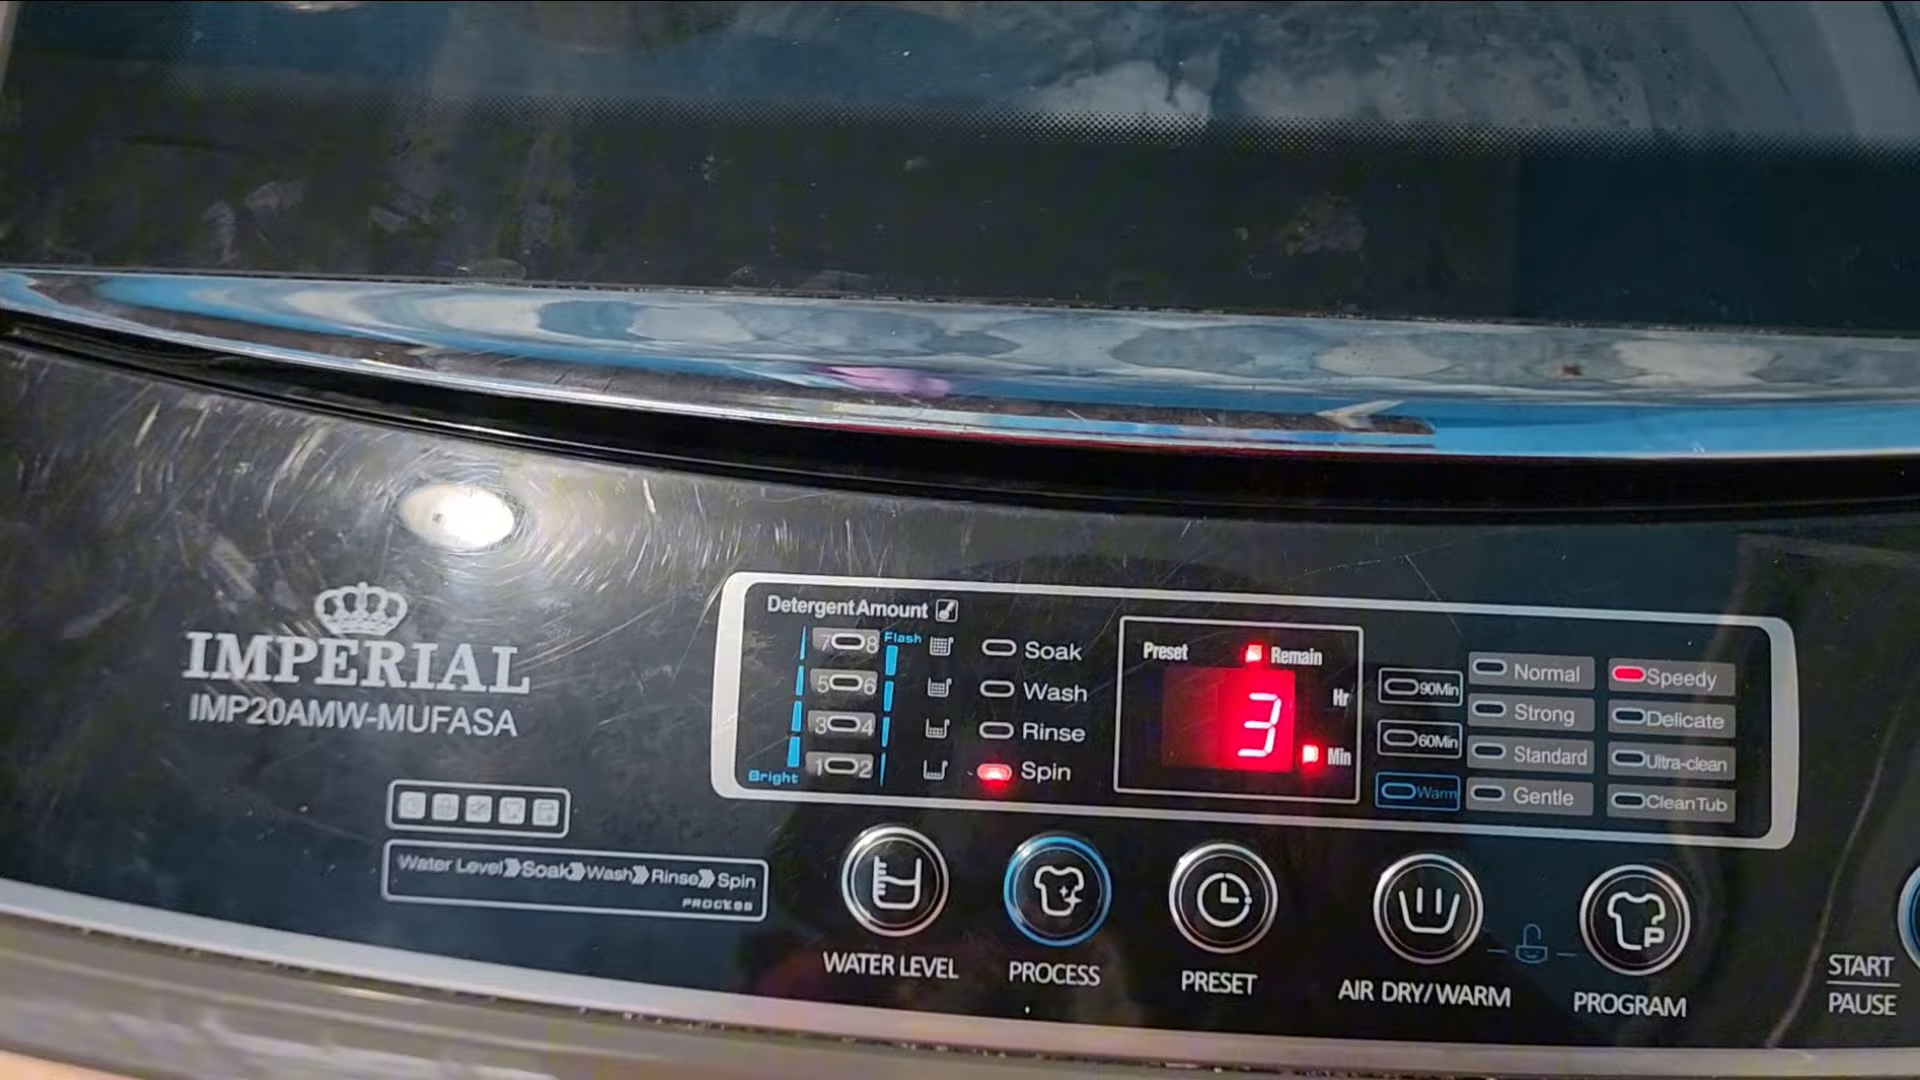 IMPERIAL
IMP20AMW-MUFASA
Water Level Soak Wash Rinse Spin
PROCESS
DetergentAmount
Flash
7 8
5 6
3 4
1 2
Bright
Soak
Wash
Rinse
Spin
Preset
Remain
Hr
3
Min
90Min
60Min
Warm
Normal
Strong
Standard
Gentle
Speedy
Delicate
Ultra-clean
CleanTub
WATER LEVEL
PROCESS
PRESET
AIR DRY/WARM
PROGRAM
START
PAUSE